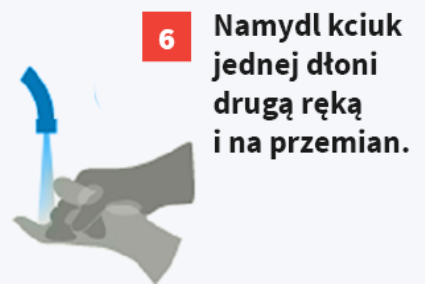 6
Namydl kciuk
jednej dłoni
drugą ręką
i na przemian.